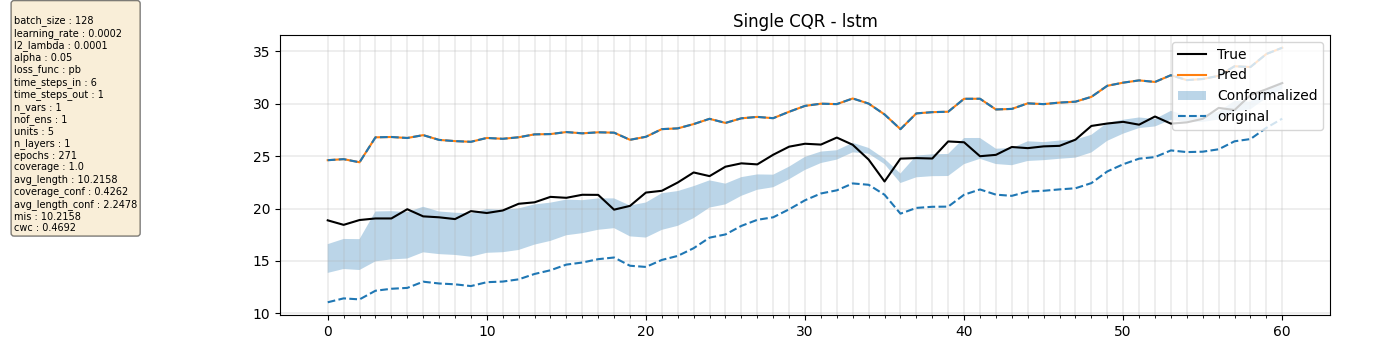 batch_size : 128
learning_rate : 0.0002
l2_lambda : 0.0001
alpha : 0.05
loss_func : pb
time_steps_in : 6
time_steps_out : 1
n_vars : 1
nof_ens : 1
units : 5
n_layers : 1
epochs : 271
coverage : 1.0
avg_length : 10.2158
coverage_conf : 0.4262
avg_length_conf : 2.2478
mis : 10.2158
cwc : 0.4692
Single CQR - lstm
35
30
25
20
15
10
0 10 20 30 40 50 60
True
Pred
Conformalized
original